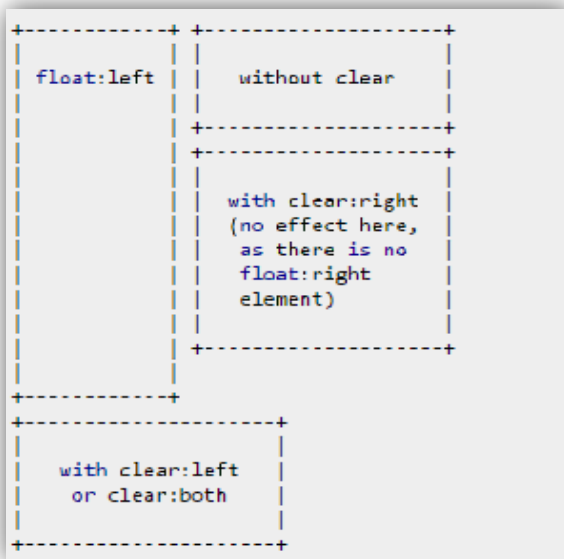 float:left
without clear
with clear:right
(no effect here,
as there is no
float:right
element)
with clear:left
or clear:both